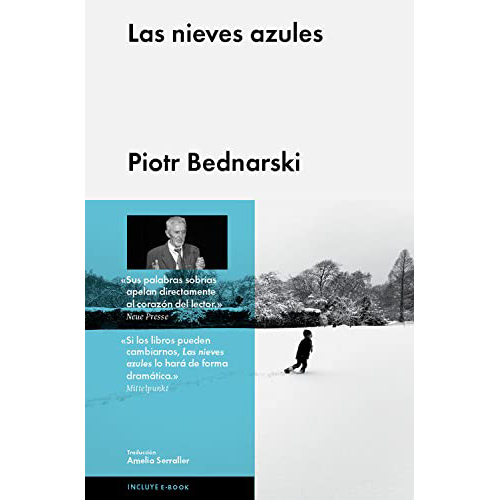 Las nieves azules
Piotr Bednarski
«Sus palabras sobrias
apelan directamente
al corazón del lector.»
Neue Presse
«Si los libros pueden
cambiarnos, Las nieves
azules lo hará de forma
dramática.»
Mittelpunkt
Traducción
Amelia Serraller
INCLUYE E-BOOK